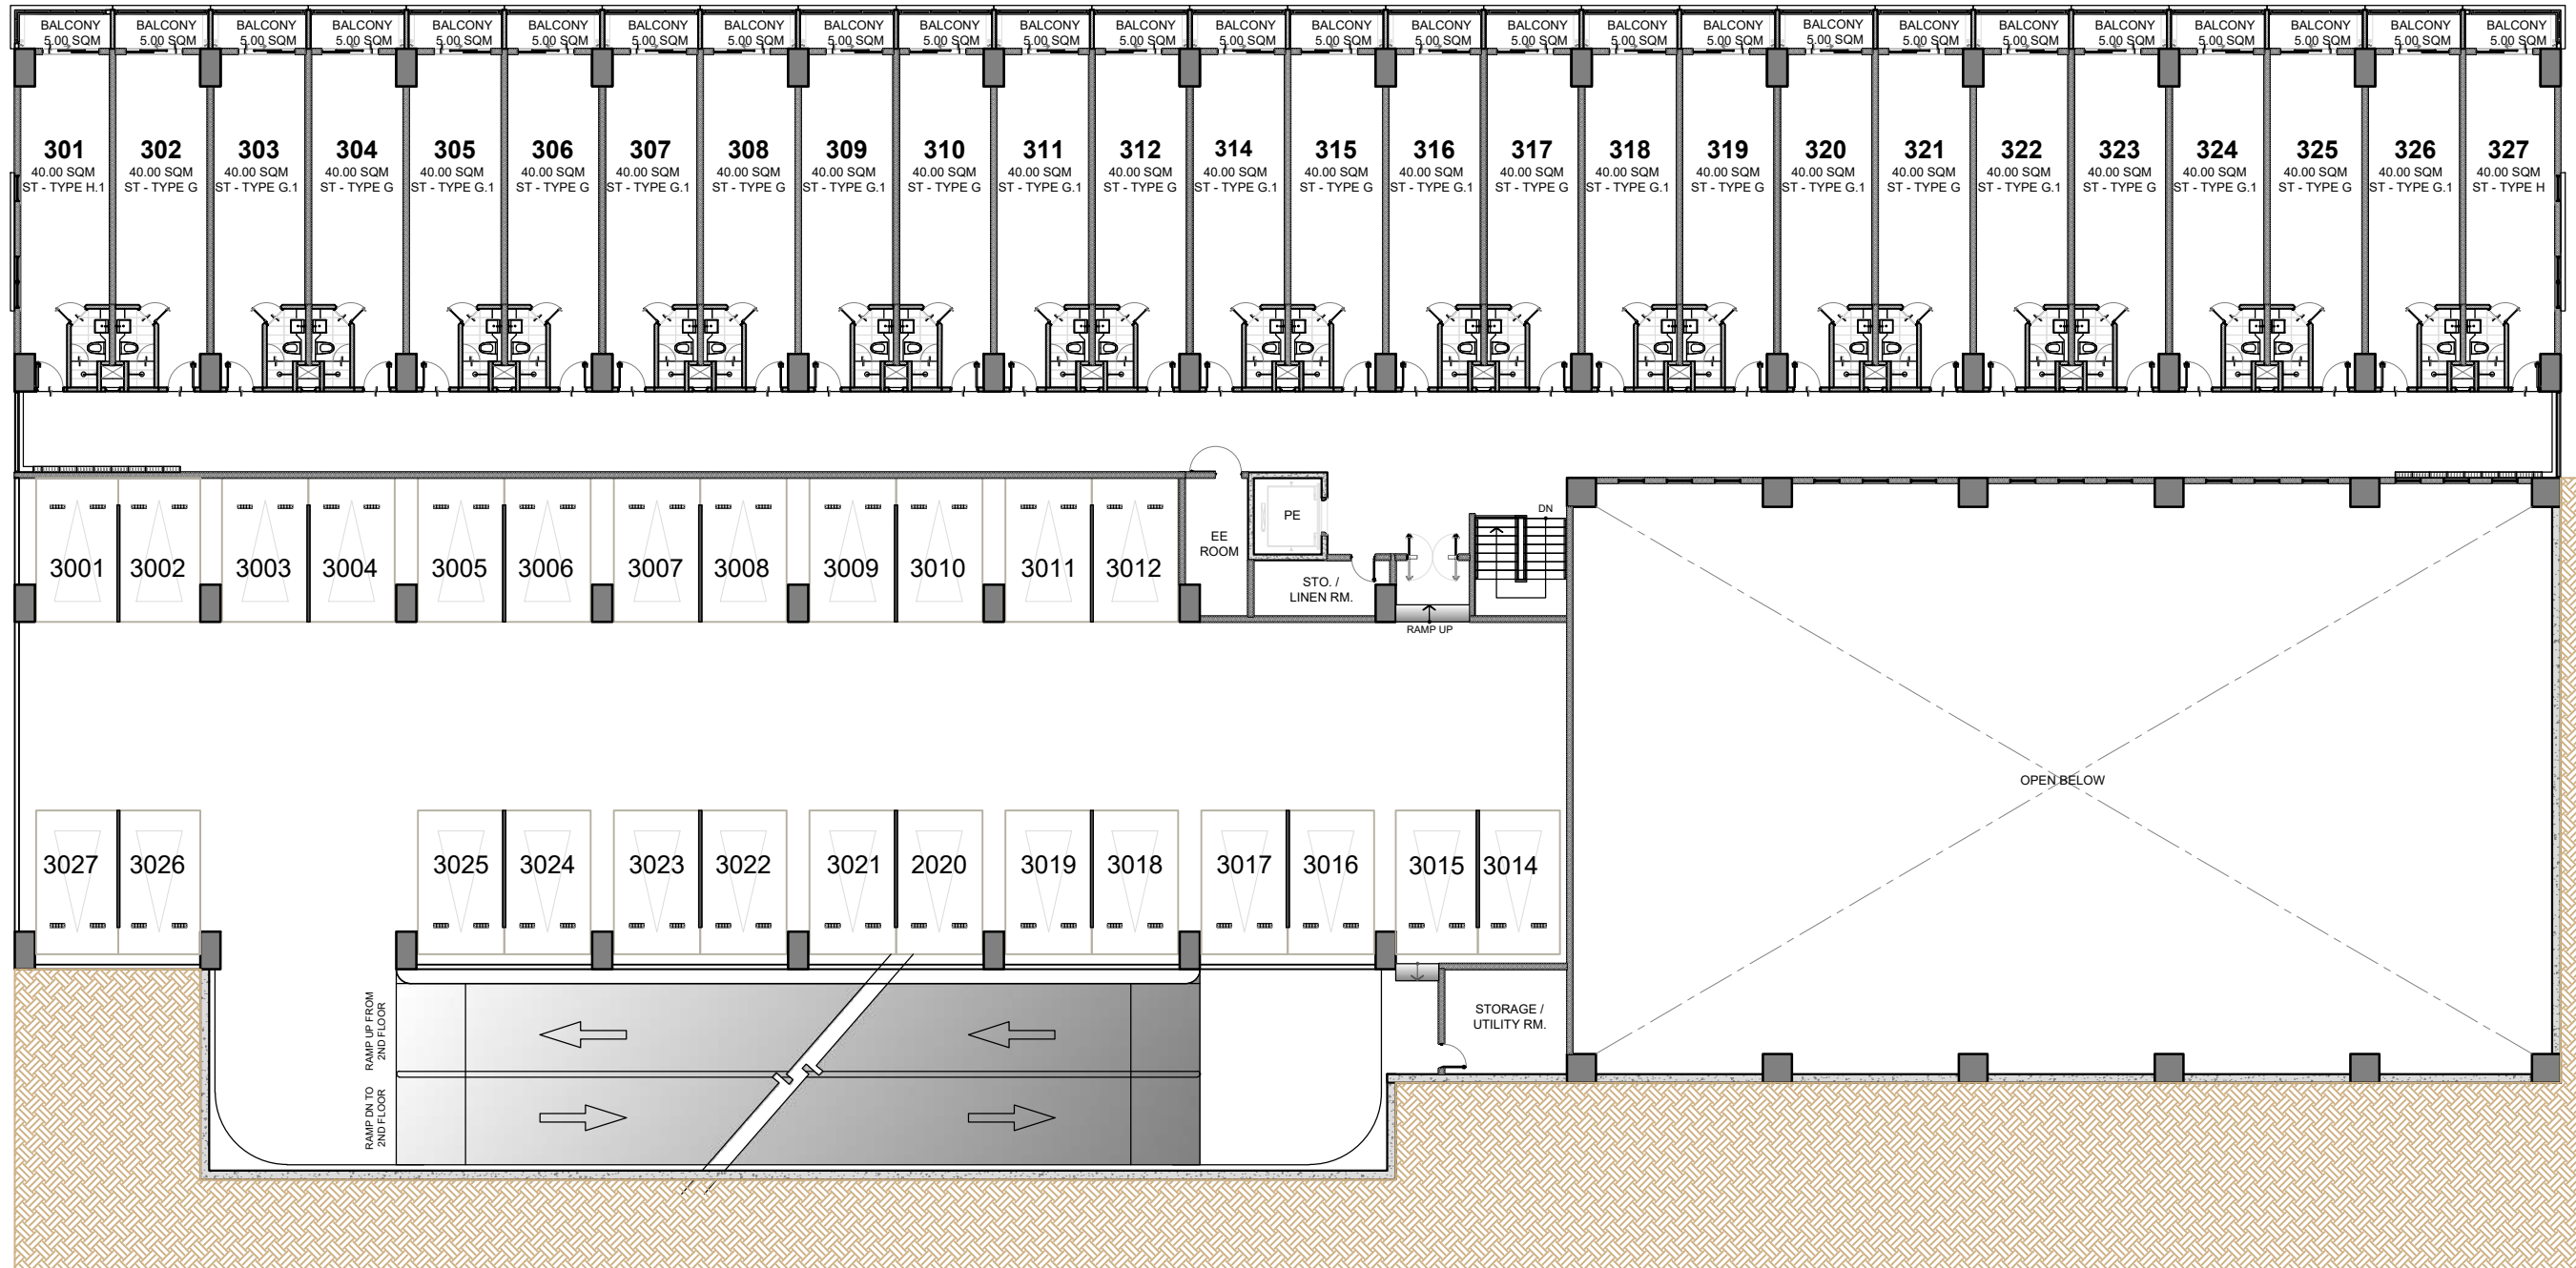 BALCONY BALCONY BALCONY BALCONY BALCONY BALCONY BALCONY BALCONY BALCONY BALCONY BALCONY BALCONY BALCONY BALCONY BALCONY BALCONY BALCONY BALCONY BALCONY BALCONY BALCONY BALCONY BALCONY BALCONY BALCONY BALCONY
5.00 SQM 5.00 SQM 5.00 SQM 5.00 SQM 5.00 SQM 5.00 SQM 5.00 SQM 5.00 SQM 5.00 SQM 5.00 SQM 5.00 SQM 5.00 SQM 5.00 SQM 5.00 SQM 5.00 SQM 5.00 SQM 5.00 SQM 5.00 SQM 5.00 SQM 5.00 SQM 5.00 SQM 5.00 SQM 5.00 SQM 5.00 SQM 5.00 SQM 5.00 SQM
301 302 303 304 305 306 307 308 309 310 311 312 314 315 316 317 318 319 320 321 322 323 324 325 326 327
40.00 SQM 40.00 SQM 40.00 SQM 40.00 SQM 40.00 SQM 40.00 SQM 40.00 SQM 40.00 SQM 40.00 SQM 40.00 SQM 40.00 SQM 40.00 SQM 40.00 SQM 40.00 SQM 40.00 SQM 40.00 SQM 40.00 SQM 40.00 SQM 40.00 SQM 40.00 SQM 40.00 SQM 40.00 SQM 40.00 SQM 40.00 SQM 40.00 SQM 40.00 SQM
ST - TYPE H.1 ST - TYPE G ST - TYPE G.1 ST - TYPE G ST - TYPE G.1 ST - TYPE G ST - TYPE G.1 ST - TYPE G ST - TYPE G.1 ST - TYPE G ST - TYPE G.1 ST - TYPE G ST - TYPE G.1 ST - TYPE G ST - TYPE G.1 ST - TYPE G ST - TYPE G.1 ST - TYPE G ST - TYPE G.1 ST - TYPE G ST - TYPE G.1 ST - TYPE G ST - TYPE G.1 ST - TYPE G ST - TYPE G.1 ST - TYPE H
DN
PE
EE
ROOM
3001 3002 3003 3004 3005 3006 3007 3008 3009 3010 3011 3012
STO. /
LINEN RM.
RAMP UP
OPEN BELOW
3027 3026 3025 3024 3023 3022 3021 2020 3019 3018 3017 3016 3015 3014
RAMP UP FROM
2ND FLOOR
STORAGE /
UTILITY RM.
RAMP DN TO
2ND FLOOR